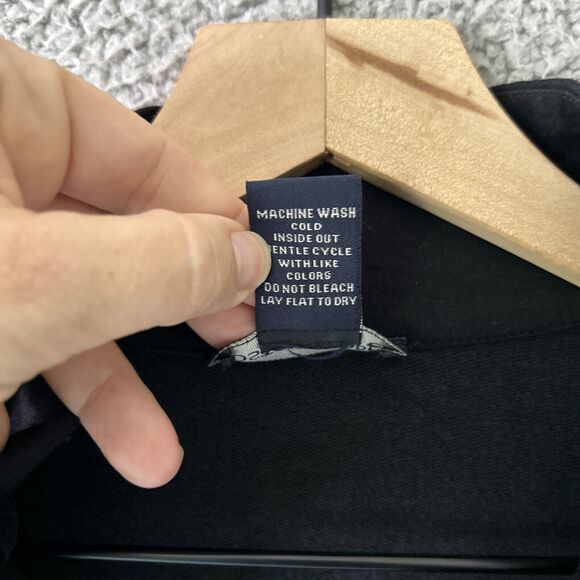 MACHINE WASH
COLD
INSIDE OUT
ENTLE CYCLE
WITH LIKE
COLORS
DO NOT BLEACH
LAY FLAT TO DRY